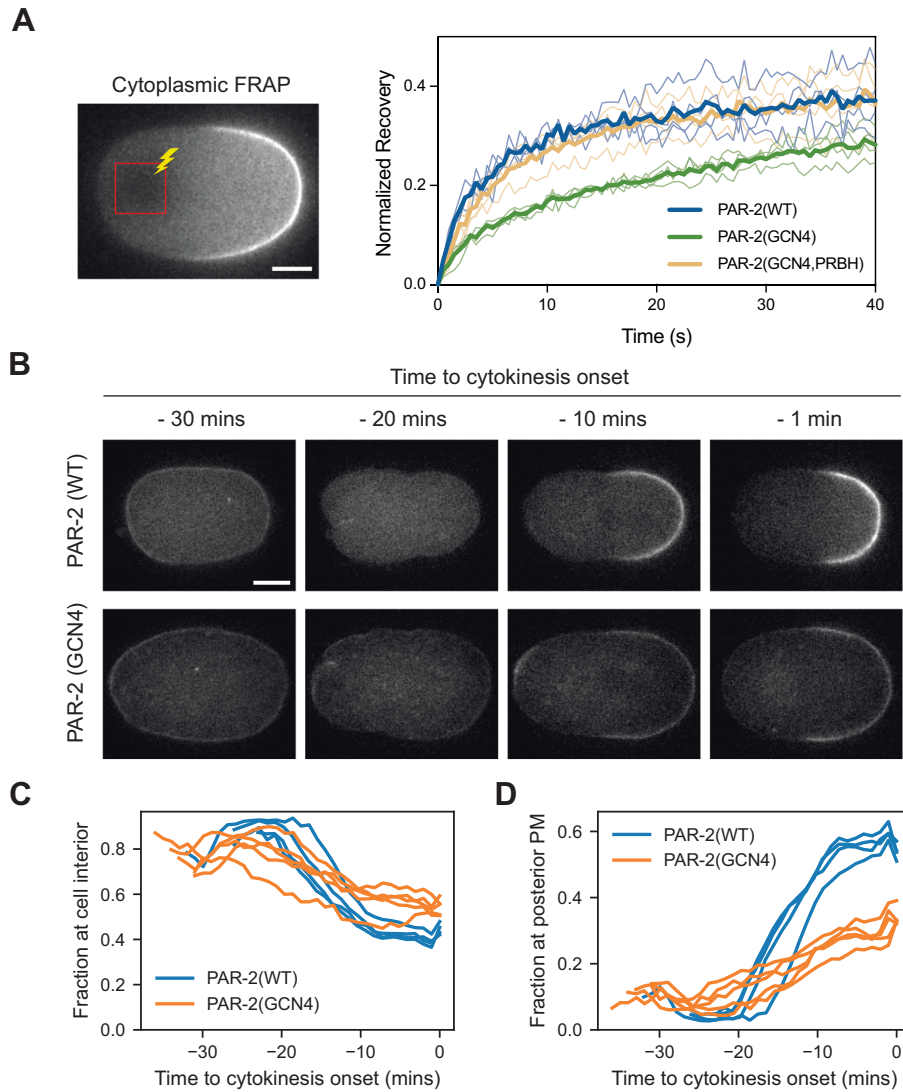 A
Cytoplasmic FRAP
Normalized Recovery
0.4
0.2
0.0
PAR-2(WT)
PAR-2(GCN4)
PAR-2(GCN4,PRBH)
0 10 20 30 40
Time (s)
B
Time to cytokinesis onset
- 30 mins - 20 mins - 10 mins - 1 min
PAR-2 (WT)
PAR-2 (GCN4)
C
Fraction at cell interior
0.8
0.6
0.4
0.2
0.0
PAR-2(WT)
PAR-2(GCN4)
−30 −20 −10 0
Time to cytokinesis onset (mins)
D
Fraction at posterior PM
0.6
0.4
0.2
0.0
PAR-2(WT)
PAR-2(GCN4)
−30 −20 −10 0
Time to cytokinesis onset (mins)